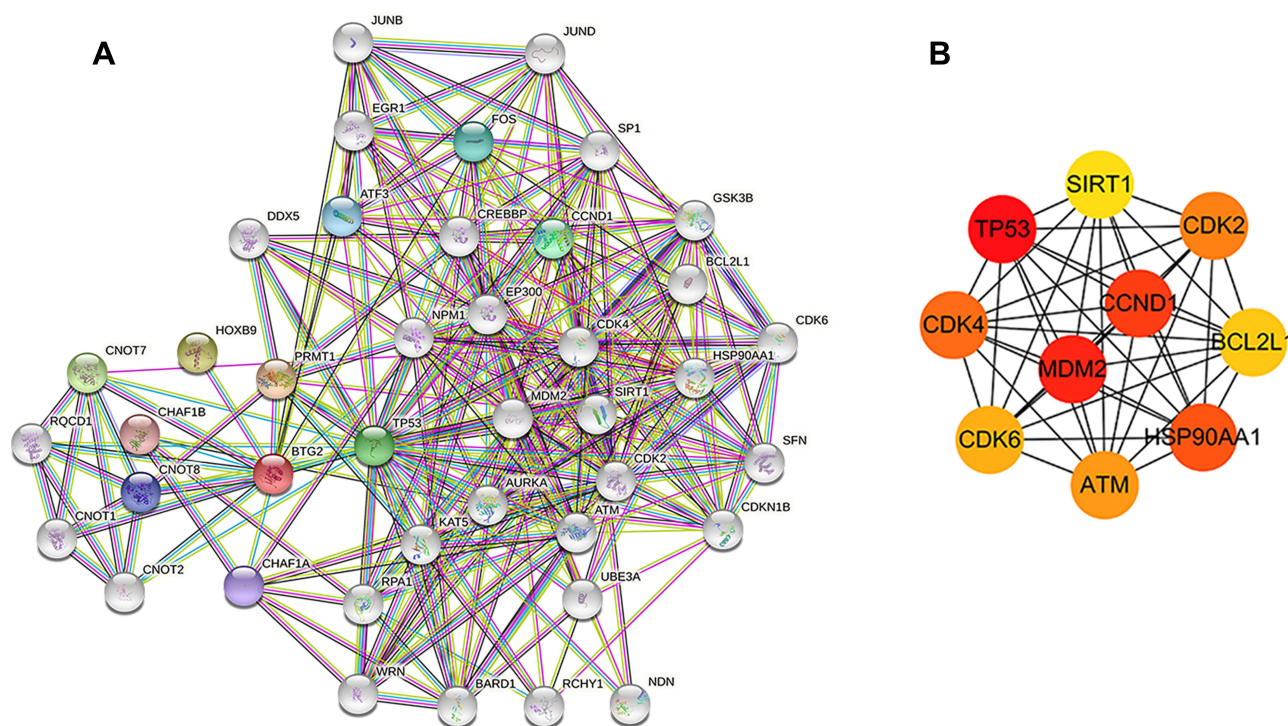 A
B
JUNB
JUND
EGR1
FOS
SP1
ATF3
GSK3B
DDX5
CREBBP
CCND1
BCL2L1
EP300
NPM1
CDK4
CDK6
HOXB9
PRMT1
HSP90AA1
CNOT7
MDM2
SIRT1
CHAF1B
TP53
RQCD1
BTG2
SFN
CNOT8
CDK2
AURKA
CDKN1B
CNOT1
KAT5
ATM
CNOT2
CHAF1A
RPA1
UBE3A
WRN
BARD1
RCHY1
NDN
SIRT1
TP53
CDK2
CCND1
CDK4
BCL2L1
MDM2
CDK6
HSP90AA1
ATM